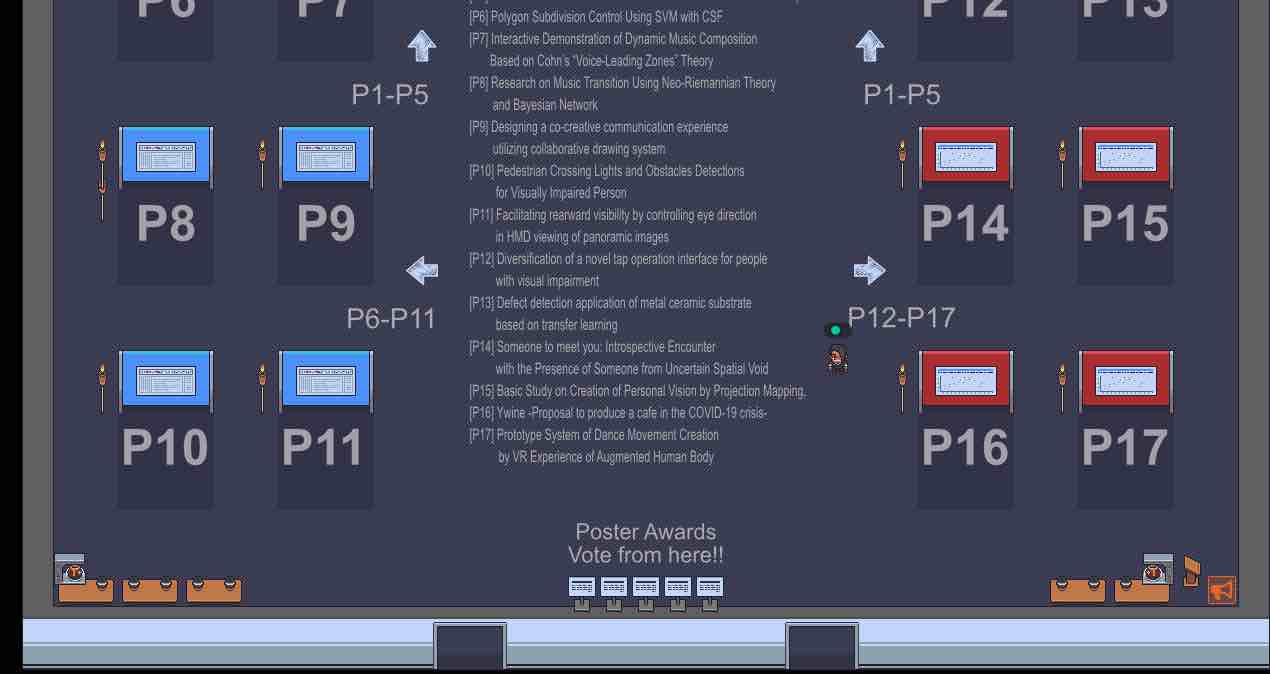 P6
P7
P12
P13
[P6] Polygon Subdivision Control Using SVM with CSF
[P7] Interactive Demonstration of Dynamic Music Composition
Based on Cohn's "Voice-Leading Zones" Theory
[P8] Research on Music Transition Using Neo-Riemannian Theory
and Bayesian Network
[P9] Designing a co-creative communication experience
utilizing collaborative drawing system
[P10] Pedestrian Crossing Lights and Obstacles Detections
for Visually Impaired Person
[P11] Facilitating rearward visibility by controlling eye direction
in HMD viewing of panoramic images
[P12] Diversification of a novel tap operation interface for people
with visual impairment
[P13] Defect detection application of metal ceramic substrate
based on transfer learning
[P14] Someone to meet you: Introspective Encounter
with the Presence of Someone from Uncertain Spatial Void
[P15] Basic Study on Creation of Personal Vision by Projection Mapping.
[P16] Ywine -Proposal to produce a cafe in the COVID-19 crisis-
[P17] Prototype System of Dance Movement Creation
by VR Experience of Augmented Human Body
P1-P5
P1-P5
P8
P9
P14
P15
P6-P11
P12-P17
P10
P11
P16
P17
Poster Awards
Vote from here!!